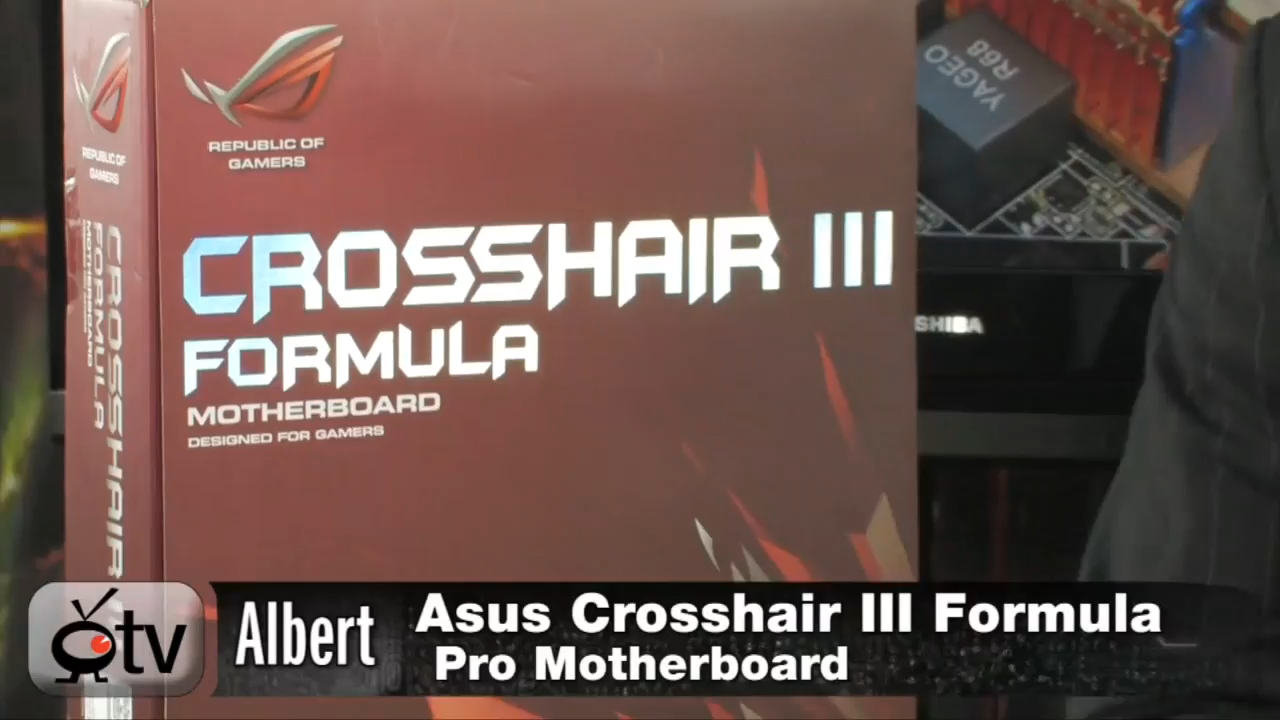 REPUBLIC OF
GAMERS
REPUBLIC OF
GAMERS
CROSSHAIR III
FORMULA
MOTHERBOARD
DESIGNED FOR GAMERS
CROSSHAIR
FORMULA
MOTHERBOARD
YAGEO
R68
SHIBA
tv
Albert
Asus Crosshair III Formula
Pro Motherboard